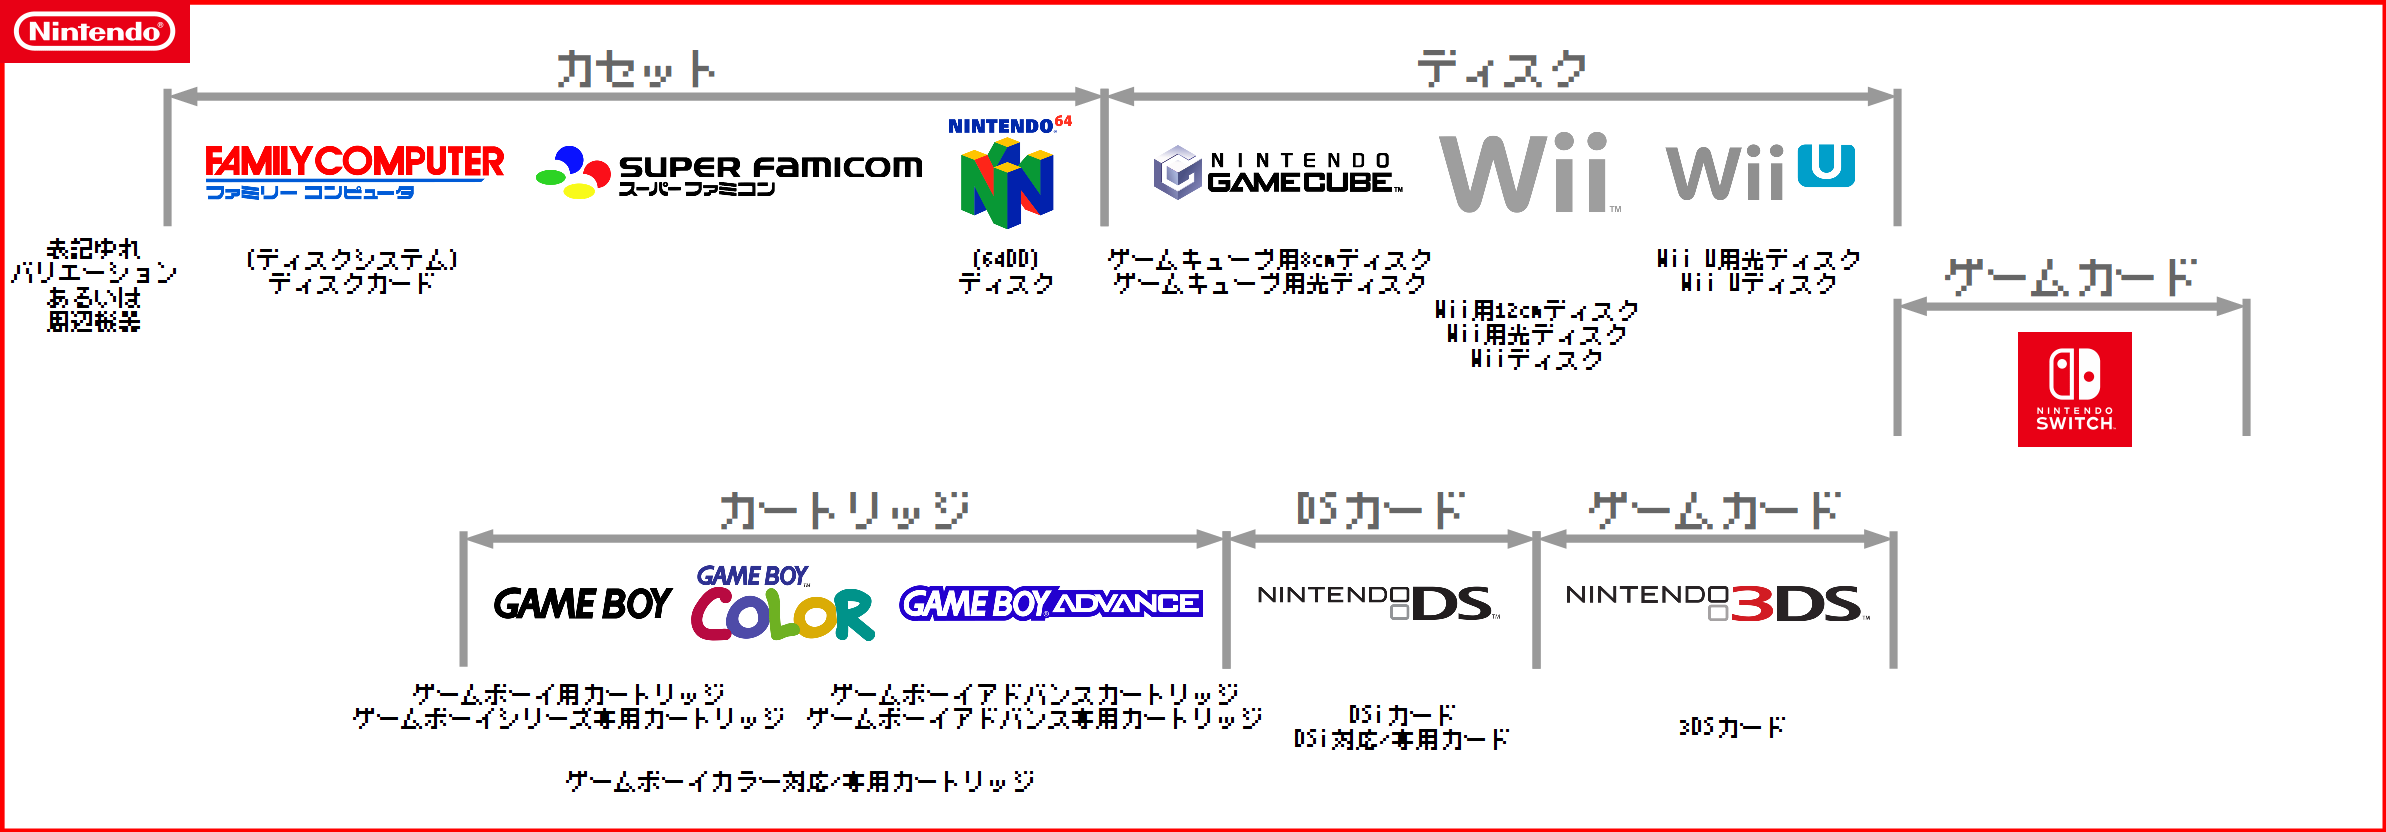 Nintendo
カセット
ディスク
FAMILY COMPUTER
ファミリー コンピュータ
SUPER FAMICOM
スーパーファミコン
NINTENDO64
NINTENDO
GAMECUBE™
Wii™
Wii U
表記ゆれ
バリエーション
あるいは
周辺機器
(ディスクシステム)
ディスクカード
(64DD)
ディスク
ゲームキューブ用8cmディスク
ゲームキューブ用光ディスク
Wii用12cmディスク
Wii用光ディスク
Wiiディスク
Wii U用光ディスク
Wii Uディスク
ゲームカード
NINTENDO
SWITCH™
カートリッジ
DSカード
ゲームカード
GAME BOY
GAME BOY™
COLOR
GAME BOY ADVANCE
NINTENDO DS™
NINTENDO 3DS™
ゲームボーイ用カートリッジ
ゲームボーイシリーズ専用カートリッジ
ゲームボーイアドバンスカートリッジ
ゲームボーイアドバンス専用カートリッジ
DSiカード
DSi対応/専用カード
3DSカード
ゲームボーイカラー対応/専用カートリッジ